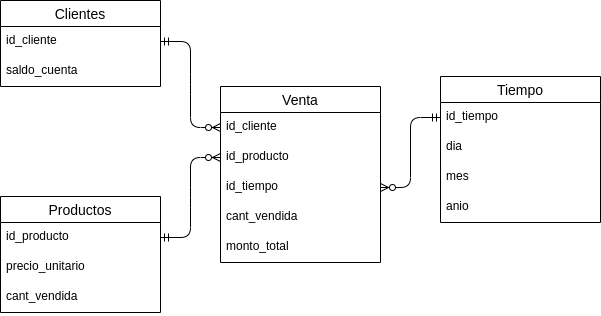 Clientes
id_cliente
saldo_cuenta
Productos
id_producto
precio_unitario
cant_vendida
Venta
id_cliente
id_producto
id_tiempo
cant_vendida
monto_total
Tiempo
id_tiempo
dia
mes
anio